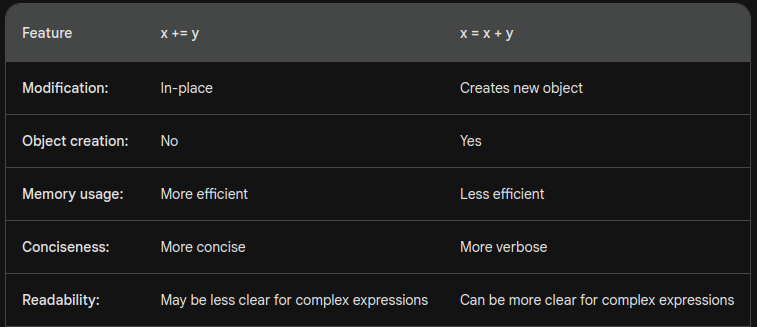 Feature x += y x = x + y
Modification: In-place Creates new object
Object creation: No Yes
Memory usage: More efficient Less efficient
Conciseness: More concise More verbose
Readability: May be less clear for complex expressions Can be more clear for complex expressions